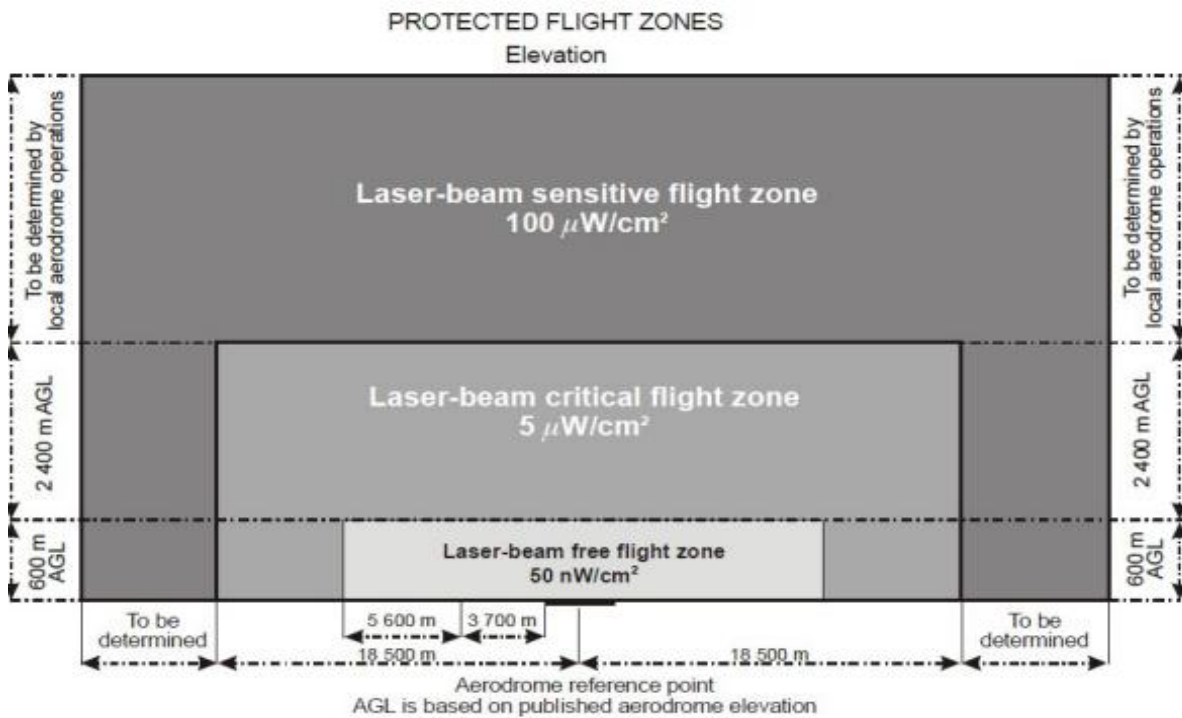 PROTECTED FLIGHT ZONES
Elevation
To be determined by
local aerodrome operations
To be determined by
local aerodrome operations
Laser-beam sensitive flight zone
100 μW/cm²
2 400 m AGL
2 400 m AGL
Laser-beam critical flight zone
5 μW/cm²
600 m
AGL
600 m
AGL
Laser-beam free flight zone
50 nW/cm²
To be
determined
5 600 m
3 700 m
To be
determined
18 500 m
18 500 m
Aerodrome reference point
AGL is based on published aerodrome elevation